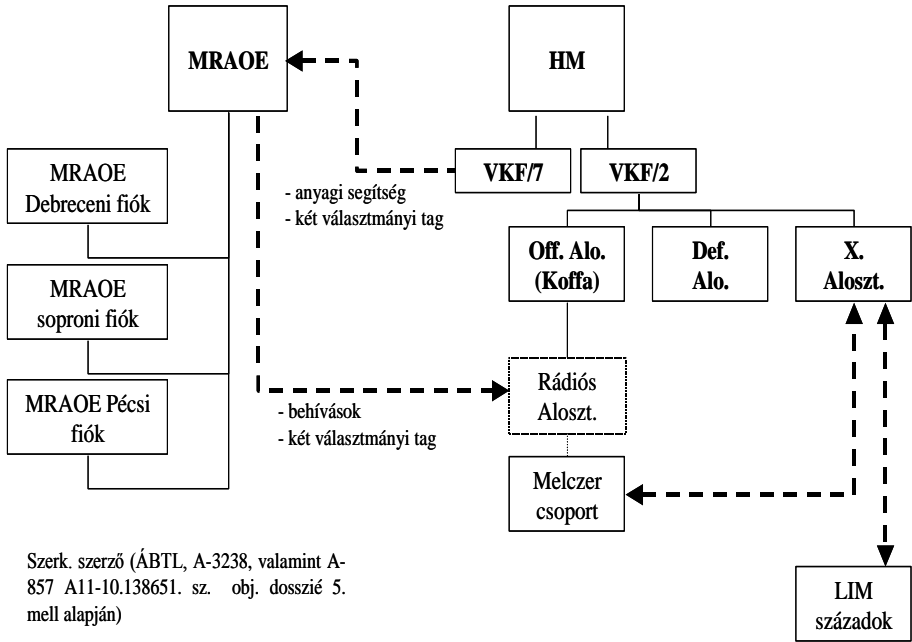 MRAOE
HM
MRAOE
Debreceni fiók
VKF/7
VKF/2
- anyagi segítség
- két választmányi tag
Off. Alo.
(Koffa)
Def.
Alo.
X.
Aloszt.
MRAOE
soproni fiók
MRAOE Pécsi
fiók
Rádiós
Aloszt.
- behívások
- két választmányi tag
Melczer
csoport
Szerk. szerző (ÁBTL, A-3238, valamint A-
857 A11-10.138651. sz. obj. dosszié 5.
mell alapján)
LIM
századok